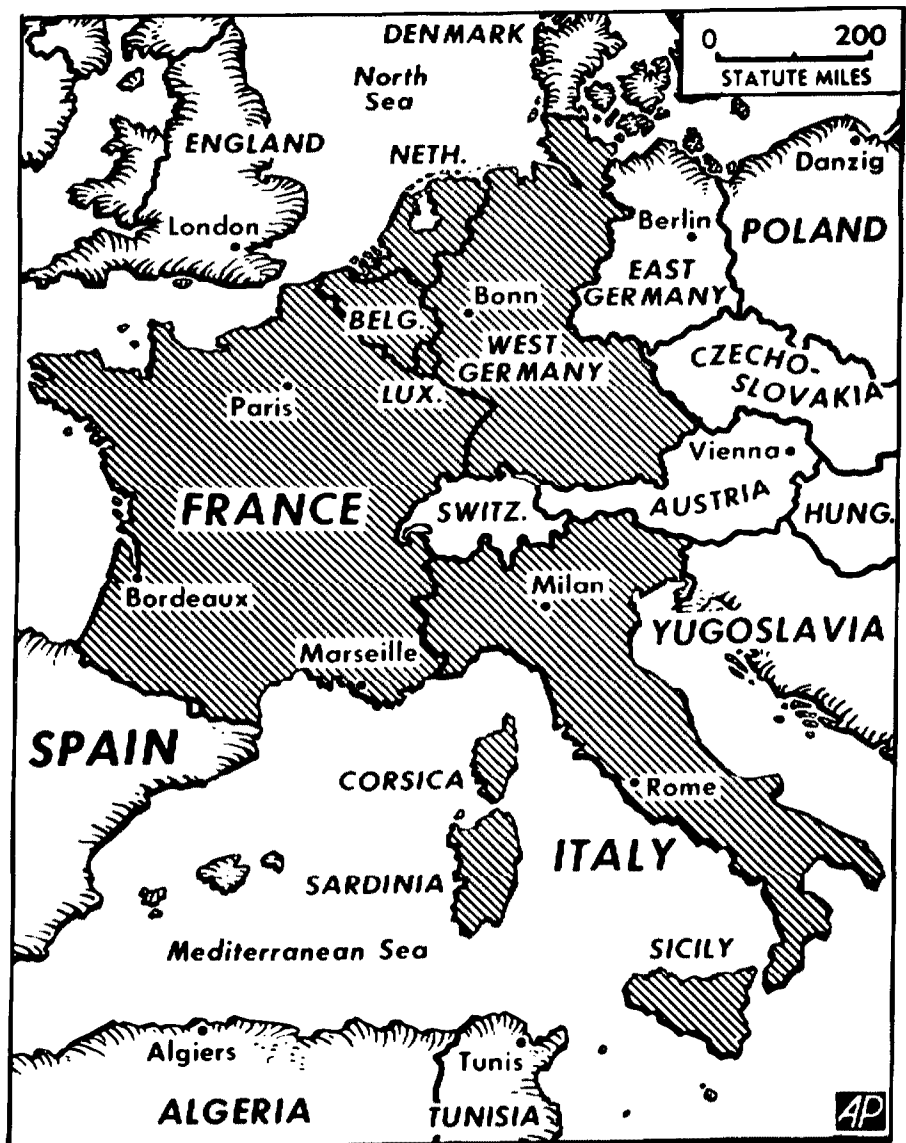 DENMARK
0 200
STATUTE MILES
North
Sea
ENGLAND
NETH.
Danzig
London
Berlin
POLAND
EAST
GERMANY
Bonn
BELG.
WEST
GERMANY
CZECHO-
SLOVAKIA
LUX.
Paris
Vienna
FRANCE
SWITZ.
AUSTRIA
HUNG.
Milan
Bordeaux
YUGOSLAVIA
Marseille
SPAIN
CORSICA
Rome
ITALY
SARDINIA
Mediterranean Sea
SICILY
Algiers
Tunis
ALGERIA
TUNISIA
AP